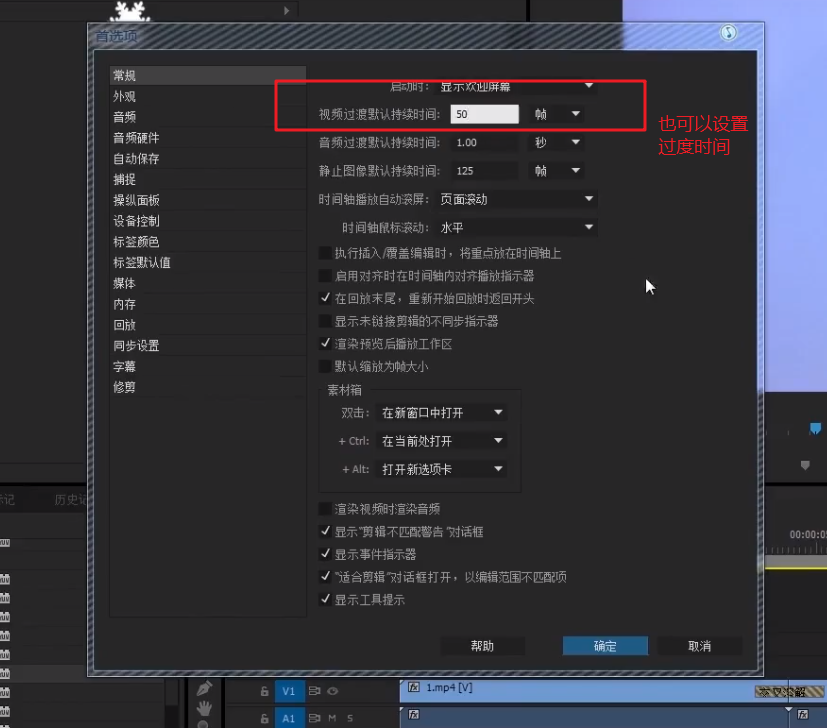 首选项
常规
外观
音频
音频硬件
自动保存
捕捉
操纵面板
设备控制
标签颜色
标签默认值
媒体
内存
回放
同步设置
字幕
修剪
启动时: 显示欢迎屏幕
视频过渡默认持续时间: 50 帧
音频过渡默认持续时间: 1.00 秒
静止图像默认持续时间: 125 帧
时间轴播放自动滚屏: 页面滚动
时间轴鼠标滚动: 水平
执行插入/覆盖编辑时，将重点放在时间轴上
启用对齐时在时间轴内对齐播放指示器
在回放末尾，重新开始回放时返回开头
显示未链接剪辑的不同步指示器
渲染预览后播放工作区
默认缩放为帧大小
素材箱
双击: 在新窗口中打开
+ Ctrl: 在当前处打开
+ Alt: 打开新选项卡
渲染视频时渲染音频
显示"剪辑不匹配警告"对话框
显示事件指示器
"适合剪辑"对话框打开，以编辑范围不匹配项
显示工具提示
帮助
确定
取消
也可以设置
过度时间
标记
历史记
00:00:0
V1
fx 1.mp4 [V]
A1 M S
fx
fx